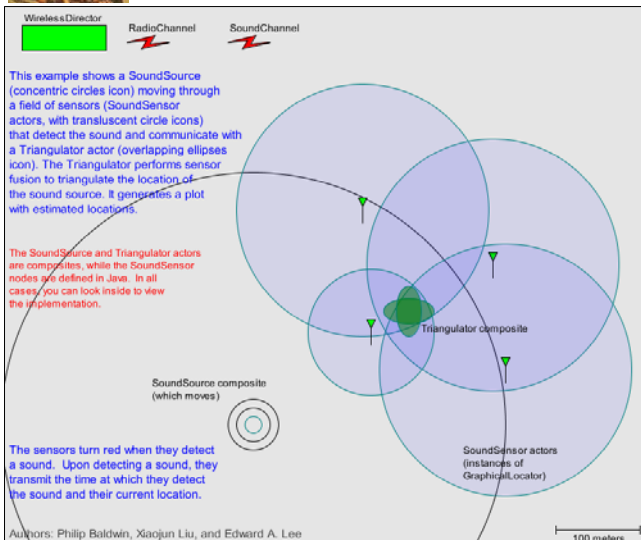 WirelessDirector
RadioChannel
SoundChannel
This example shows a SoundSource
(concentric circles icon) moving through
a field of sensors (SoundSensor
actors, with transluscent circle icons)
that detect the sound and communicate with
a Triangulator actor (overlapping ellipses
icon). The Triangulator performs sensor
fusion to triangulate the location of
the sound source. It generates a plot
with estimated locations.
The SoundSource and Triangulator actors
are composites, while the SoundSensor
nodes are defined in Java. In all
cases, you can look inside to view
the implementation.
Triangulator composite
SoundSource composite
(which moves)
The sensors turn red when they detect
a sound. Upon detecting a sound, they
transmit the time at which they detect
the sound and their current location.
SoundSensor actors
(instances of
GraphicalLocator)
Authors: Philip Baldwin, Xiaojun Liu, and Edward A. Lee
100 meters